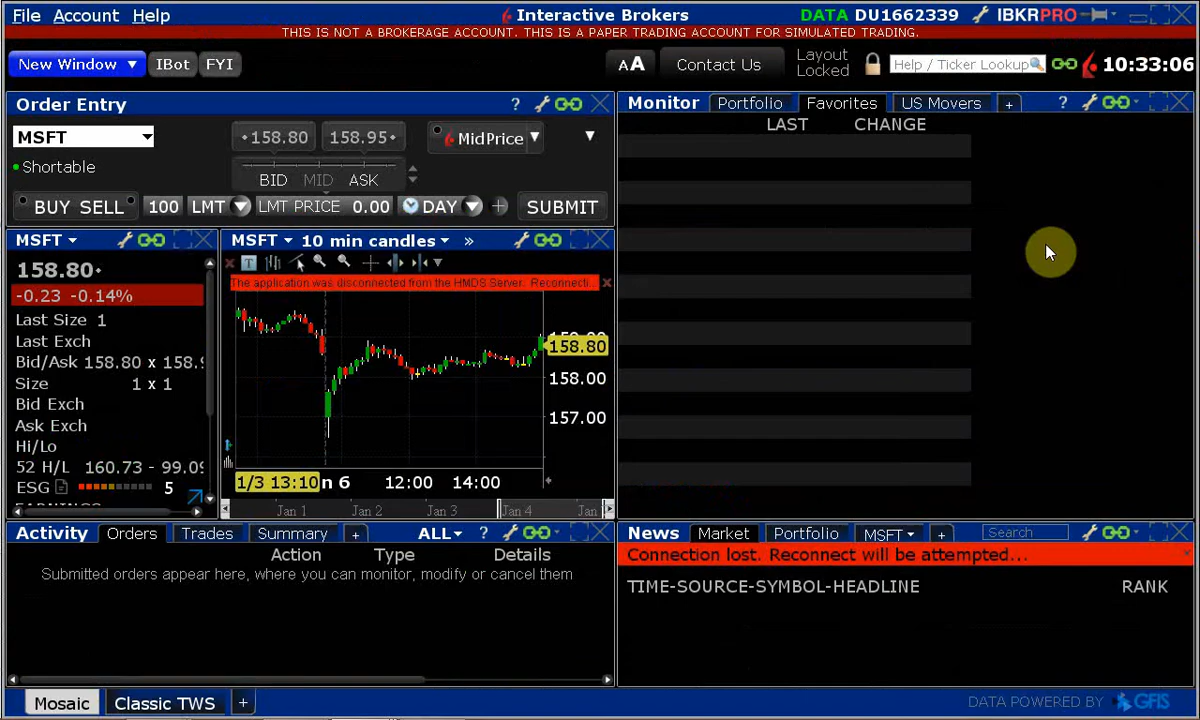 File Account Help
Interactive Brokers
DATA DU1662339 IBKRPRO
THIS IS NOT A BROKERAGE ACCOUNT. THIS IS A PAPER TRADING ACCOUNT FOR SIMULATED TRADING.
New Window IBot FYI
AA Contact Us
Layout Locked
Help / Ticker Lookup
10:33:06
Order Entry ?
MSFT
158.80 158.95 MidPrice
Shortable
BID MID ASK
BUY SELL 100 LMT LMT PRICE 0.00 DAY + SUBMIT
Monitor Portfolio Favorites US Movers + ?
LAST CHANGE
MSFT
158.80
-0.23 -0.14%
Last Size 1
Last Exch
Bid/Ask 158.80 x 158.9
Size 1 x 1
Bid Exch
Ask Exch
Hi/Lo
52 H/L 160.73 - 99.09
ESG 5
MSFT 10 min candles »
T
The application was disconnected from the HMDS Server. Reconnecti...
158.80
158.00
157.00
1/3 13:10 n 6 12:00 14:00
Jan 1 Jan 2 Jan 3 Jan 4 Jan
Activity Orders Trades Summary + ALL ?
Action Type Details
Submitted orders appear here, where you can monitor, modify or cancel them
News Market Portfolio MSFT + Search
Connection lost. Reconnect will be attempted...
TIME-SOURCE-SYMBOL-HEADLINE RANK
Mosaic Classic TWS +
DATA POWERED BY GFIS